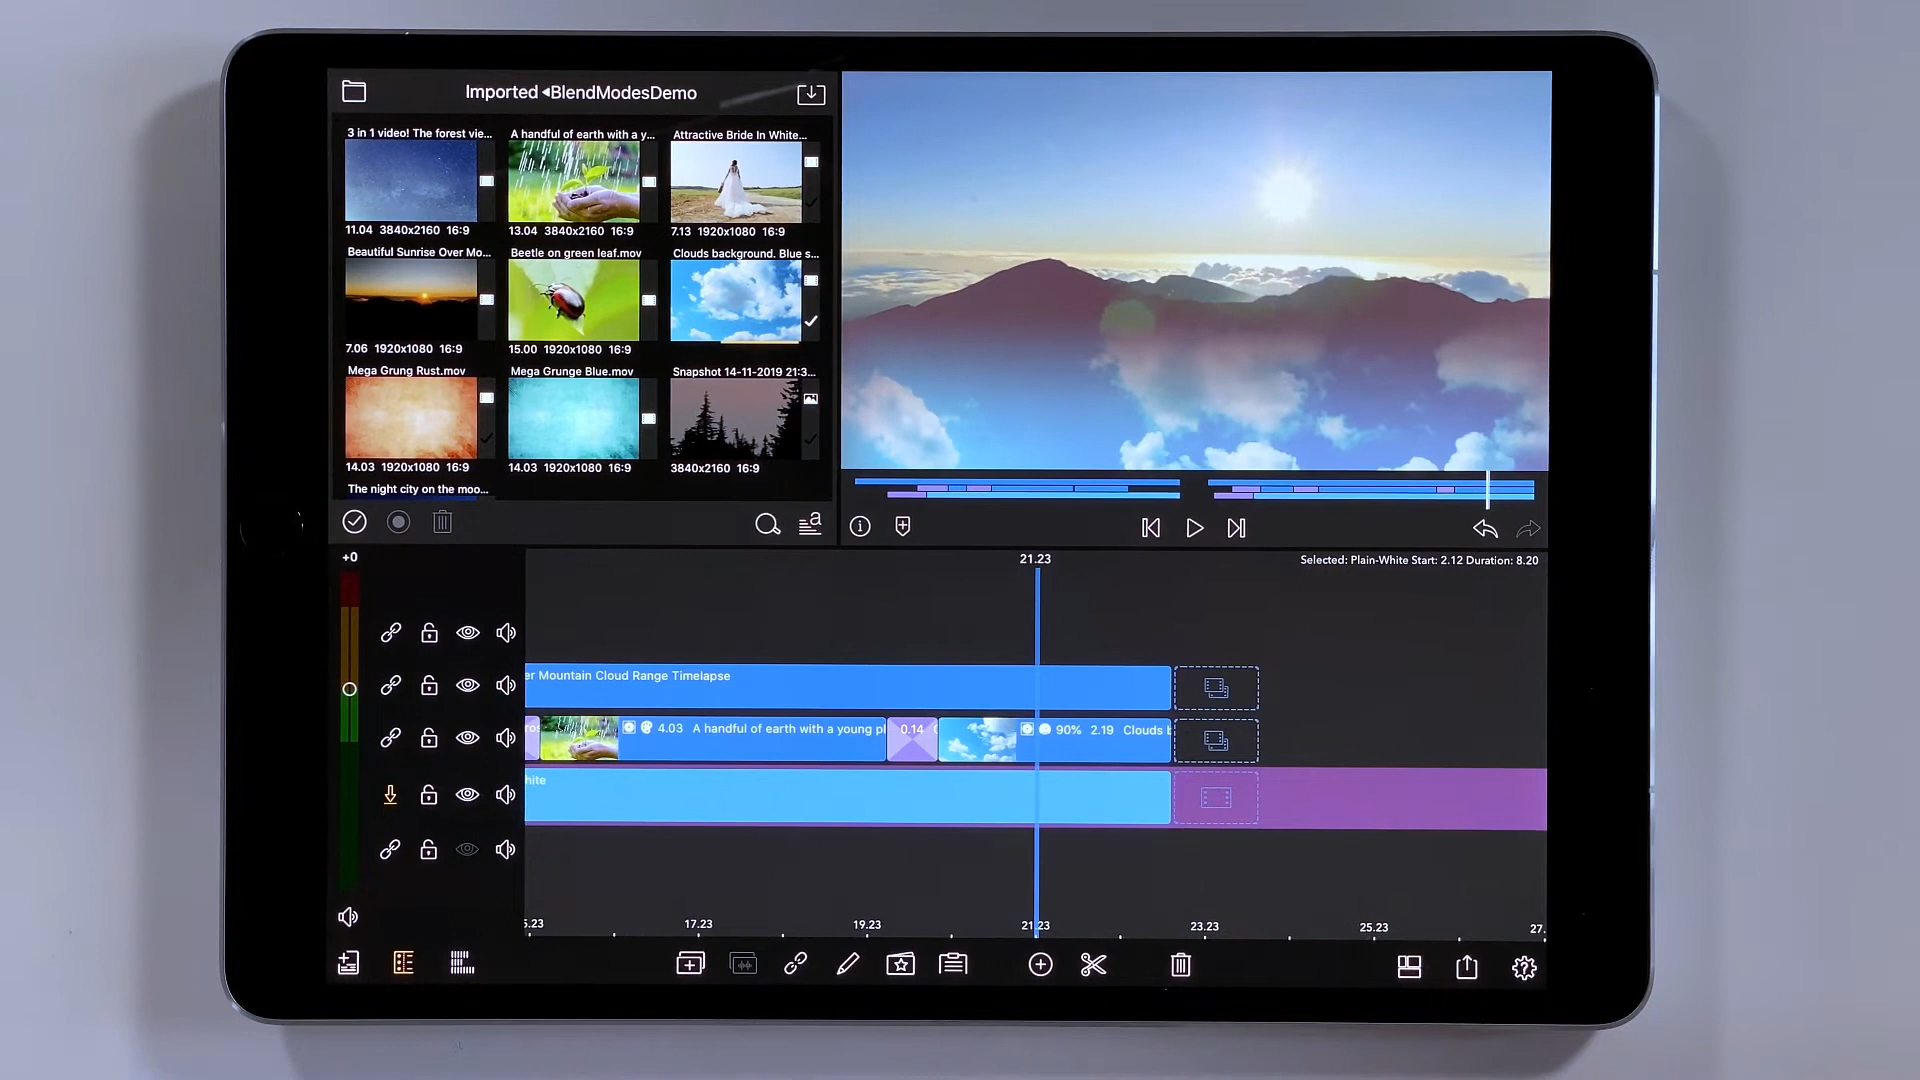 Imported ◂BlendModesDemo
3 in 1 video! The forest vie...
A handful of earth with a y...
Attractive Bride In White...
11.04 3840x2160 16:9
13.04 3840x2160 16:9
7.13 1920x1080 16:9
Beautiful Sunrise Over Mo...
Beetle on green leaf.mov
Clouds background. Blue s...
7.06 1920x1080 16:9
15.00 1920x1080 16:9
Mega Grung Rust.mov
Mega Grunge Blue.mov
Snapshot 14-11-2019 21:3...
14.03 1920x1080 16:9
14.03 1920x1080 16:9
3840x2160 16:9
The night city on the moo...
+0
21.23
Selected: Plain-White Start: 2.12 Duration: 8.20
er Mountain Cloud Range Timelapse
4.03 A handful of earth with a young pl
0.14
90% 2.19 Clouds b
hite
5.23
17.23
19.23
21.23
23.23
25.23
27.